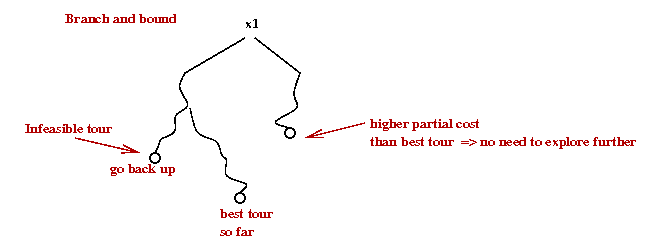 Branch and bound
x1
higher partial cost
than best tour => no need to explore further
Infeasible tour
go back up
best tour
so far